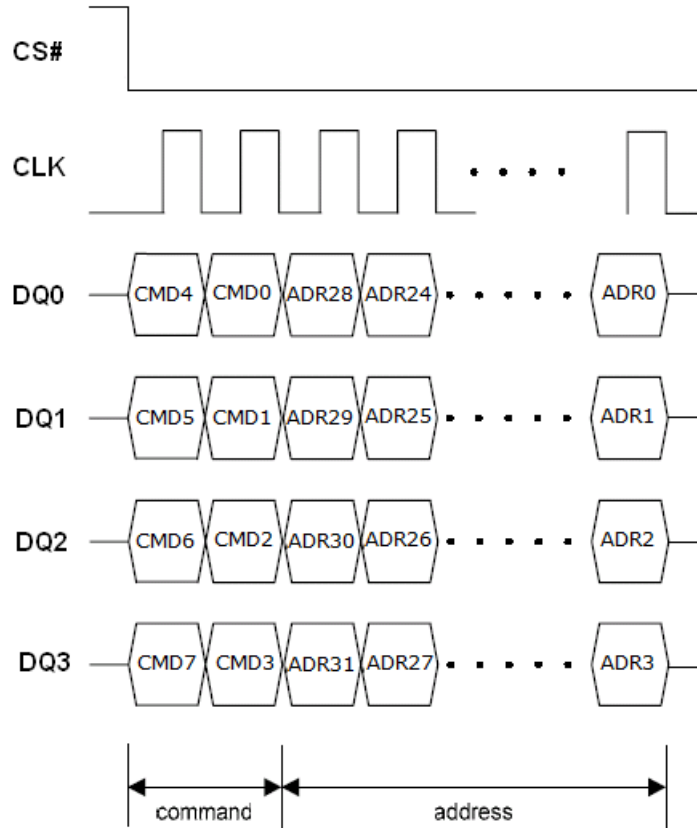 CS#
CLK
DQ0 CMD4 CMD0 ADR28 ADR24 ADR0
DQ1 CMD5 CMD1 ADR29 ADR25 ADR1
DQ2 CMD6 CMD2 ADR30 ADR26 ADR2
DQ3 CMD7 CMD3 ADR31 ADR27 ADR3
command address